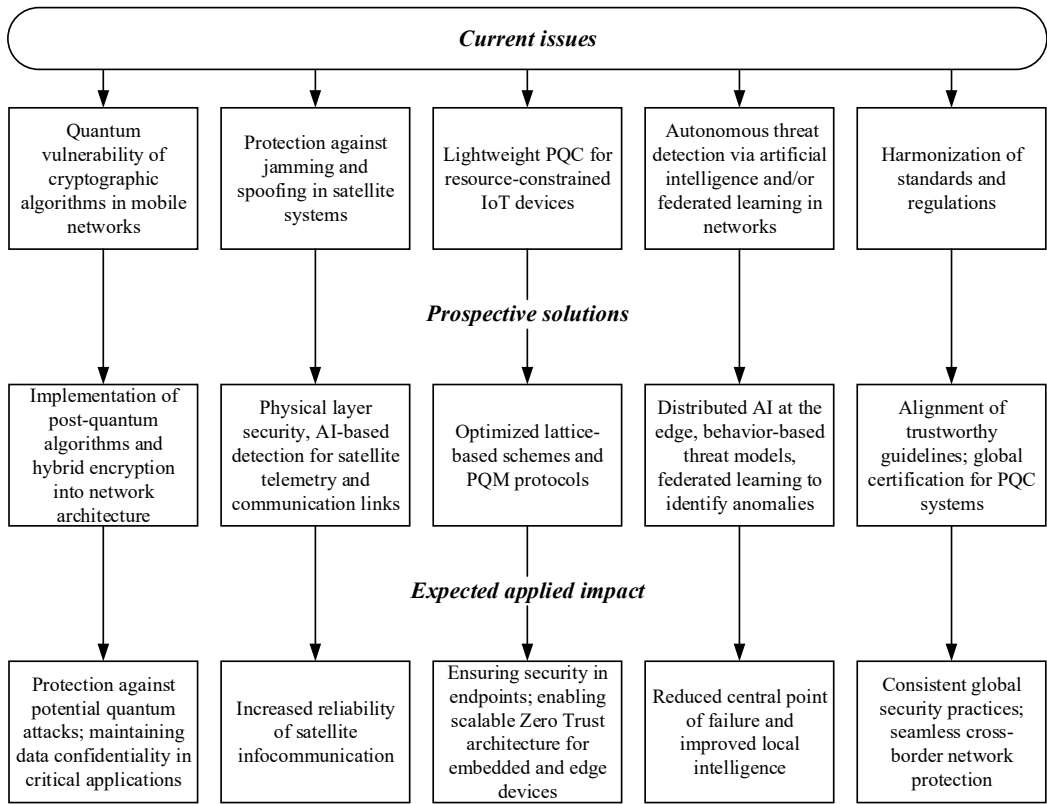 Current issues
Quantum
vulnerability of
cryptographic
algorithms in mobile
networks
Protection against
jamming and
spoofing in satellite
systems
Lightweight PQC for
resource-constrained
IoT devices
Autonomous threat
detection via artificial
intelligence and/or
federated learning in
networks
Harmonization of
standards and
regulations
Prospective solutions
Implementation of
post-quantum
algorithms and
hybrid encryption
into network
architecture
Physical layer
security, AI-based
detection for satellite
telemetry and
communication links
Optimized lattice-
based schemes and
PQM protocols
Distributed AI at the
edge, behavior-based
threat models,
federated learning to
identify anomalies
Alignment of
trustworthy
guidelines; global
certification for PQC
systems
Expected applied impact
Protection against
potential quantum
attacks; maintaining
data confidentiality in
critical applications
Increased reliability
of satellite
infocommunication
Ensuring security in
endpoints; enabling
scalable Zero Trust
architecture for
embedded and edge
devices
Reduced central point
of failure and
improved local
intelligence
Consistent global
security practices;
seamless cross-
border network
protection